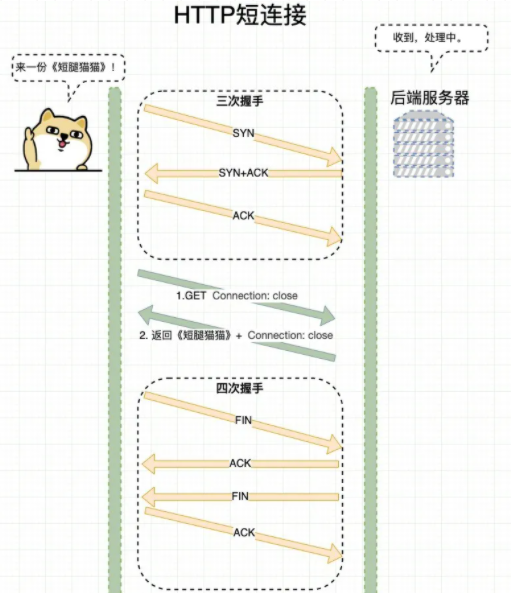 HTTP短连接
收到，处理中。
来一份《短腿猫猫》！
后端服务器
三次握手
SYN
SYN+ACK
ACK
1.GET Connection: close
2. 返回《短腿猫猫》+ Connection: close
四次握手
FIN
ACK
FIN
ACK